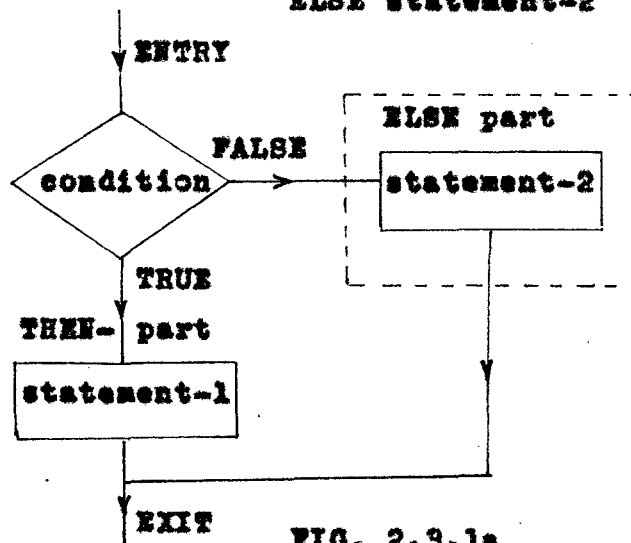 ELSE statement-2
ENTRY
ELSE part
FALSE
condition
statement-2
TRUE
THEN- part
statement-1
EXIT
FIG. 2.3.1a